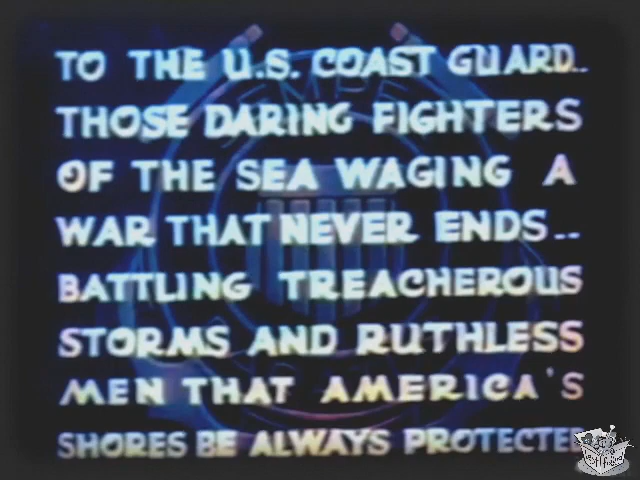 TO THE U.S. COAST GUARD..
THOSE DARING FIGHTERS
OF THE SEA WAGING A
WAR THAT NEVER ENDS..
BATTLING TREACHEROUS
STORMS AND RUTHLESS
MEN THAT AMERICA'S
SHORES BE ALWAYS PROTECTED